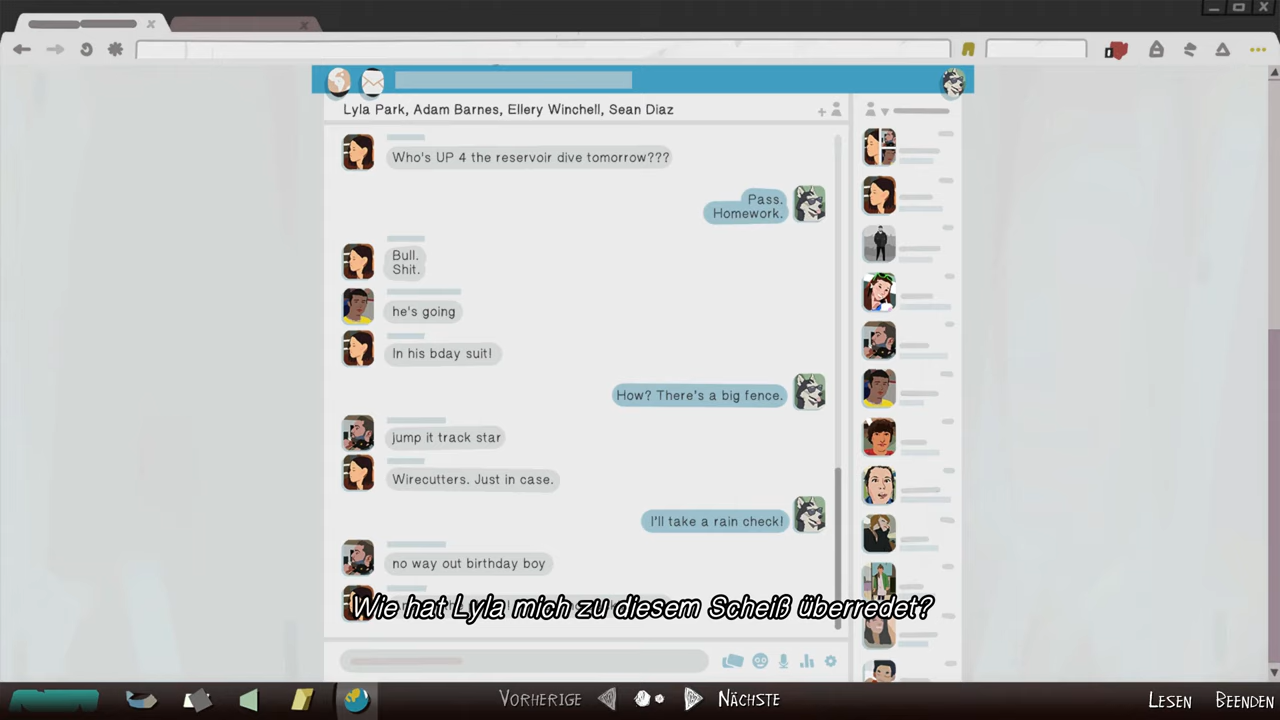 Lyla Park, Adam Barnes, Ellery Winchell, Sean Diaz
Who's UP 4 the reservoir dive tomorrow???
Pass.
Homework.
Bull.
Shit.
he's going
In his bday suit!
How? There's a big fence.
jump it track star
Wirecutters. Just in case.
I'll take a rain check!
no way out birthday boy
Wie hat Lyla mich zu diesem Scheiß überredet?
VORHERIGE
NÄCHSTE
LESEN
BEENDEN